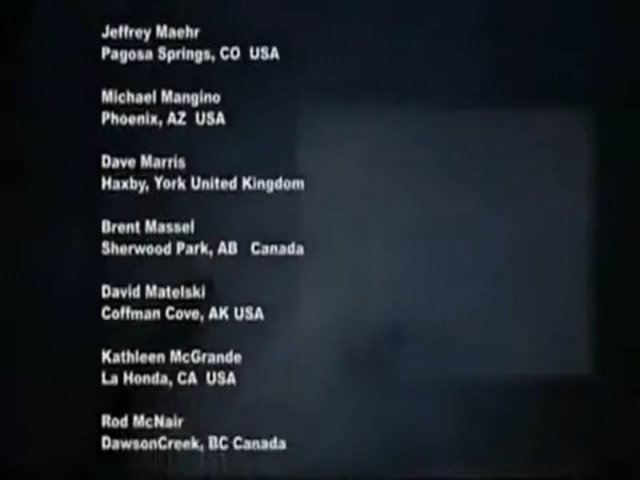 Jeffrey Maehr
Pagosa Springs, CO USA
Michael Mangino
Phoenix, AZ USA
Dave Marris
Haxby, York United Kingdom
Brent Massel
Sherwood Park, AB Canada
David Matelski
Coffman Cove, AK USA
Kathleen McGrande
La Honda, CA USA
Rod McNair
DawsonCreek, BC Canada